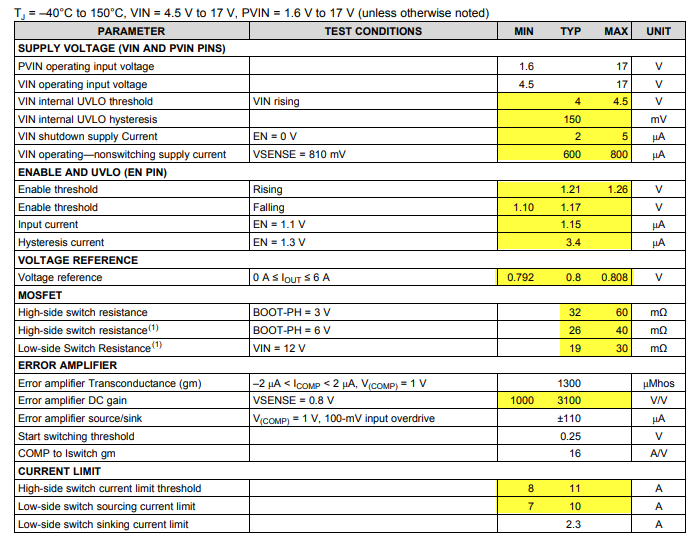 TJ = –40°C to 150°C, VIN = 4.5 V to 17 V, PVIN = 1.6 V to 17 V (unless otherwise noted)
PARAMETER TEST CONDITIONS MIN TYP MAX UNIT
SUPPLY VOLTAGE (VIN AND PVIN PINS)
PVIN operating input voltage 1.6 17 V
VIN operating input voltage 4.5 17 V
VIN internal UVLO threshold VIN rising 4 4.5 V
VIN internal UVLO hysteresis 150 mV
VIN shutdown supply Current EN = 0 V 2 5 µA
VIN operating—nonswitching supply current VSENSE = 810 mV 600 800 µA
ENABLE AND UVLO (EN PIN)
Enable threshold Rising 1.21 1.26 V
Enable threshold Falling 1.10 1.17 V
Input current EN = 1.1 V 1.15 µA
Hysteresis current EN = 1.3 V 3.4 µA
VOLTAGE REFERENCE
Voltage reference 0 A ≤ IOUT ≤ 6 A 0.792 0.8 0.808 V
MOSFET
High-side switch resistance BOOT-PH = 3 V 32 60 mΩ
High-side switch resistance(1) BOOT-PH = 6 V 26 40 mΩ
Low-side Switch Resistance(1) VIN = 12 V 19 30 mΩ
ERROR AMPLIFIER
Error amplifier Transconductance (gm) –2 µA < ICOMP < 2 µA, V(COMP) = 1 V 1300 µMhos
Error amplifier DC gain VSENSE = 0.8 V 1000 3100 V/V
Error amplifier source/sink V(COMP) = 1 V, 100-mV input overdrive ±110 µA
Start switching threshold 0.25 V
COMP to Iswitch gm 16 A/V
CURRENT LIMIT
High-side switch current limit threshold 8 11 A
Low-side switch sourcing current limit 7 10 A
Low-side switch sinking current limit 2.3 A